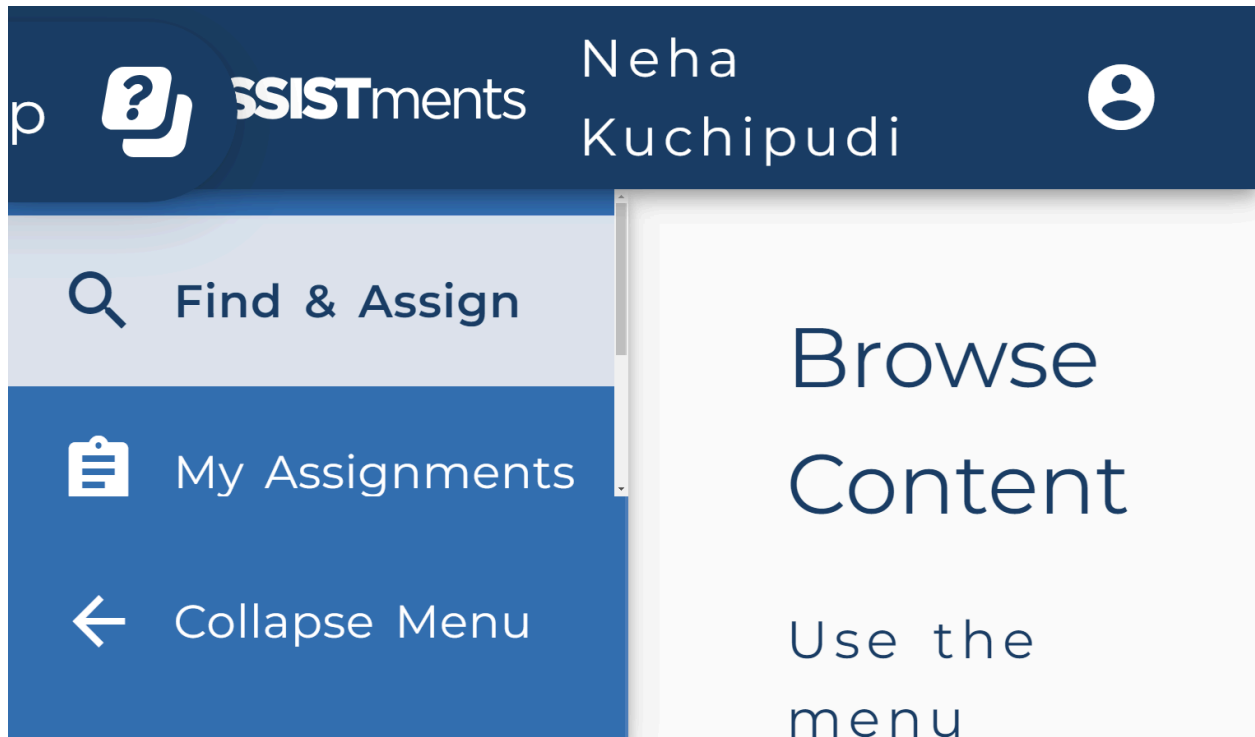 p
SSISTments
Neha
Kuchipudi
Find & Assign
My Assignments
Collapse Menu
Browse
Content
Use the
menu